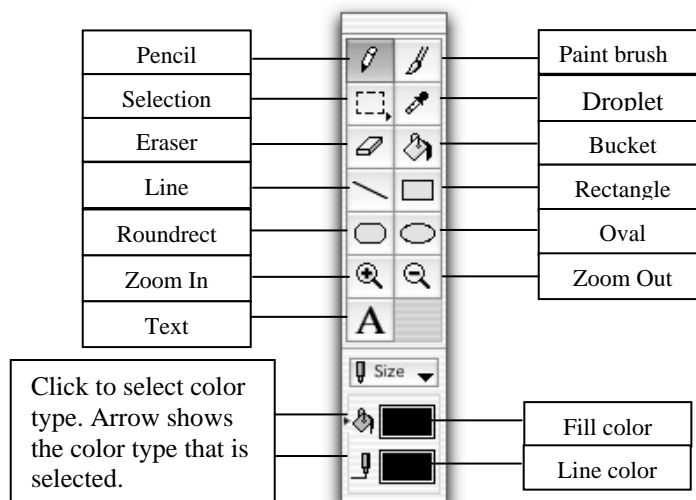 Pencil
Paint brush
Selection
Droplet
Eraser
Bucket
Line
Rectangle
Roundrect
Oval
Zoom In
Zoom Out
Text
A
Size
Click to select color
type. Arrow shows
the color type that is
selected.
Fill color
Line color